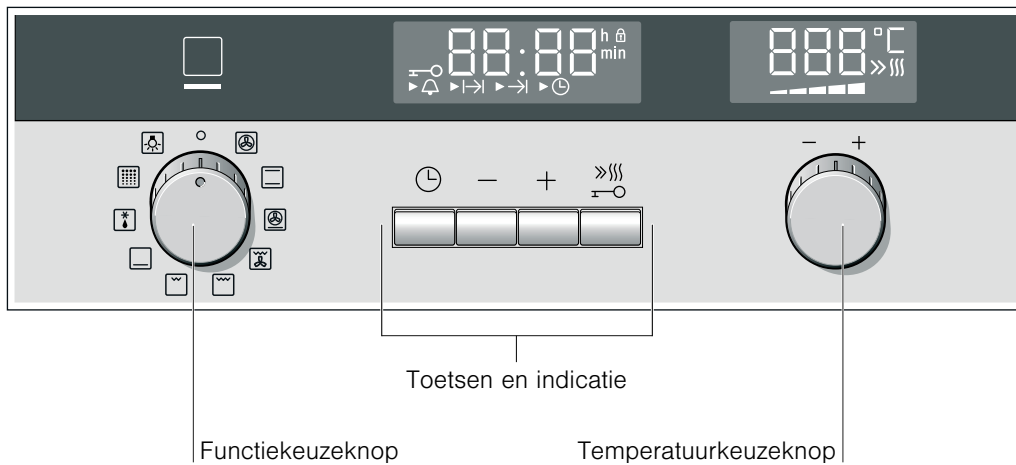 88:88 h min
888 °C
− +
− +
Toetsen en indicatie
Functiekeuzeknop
Temperatuurkeuzeknop